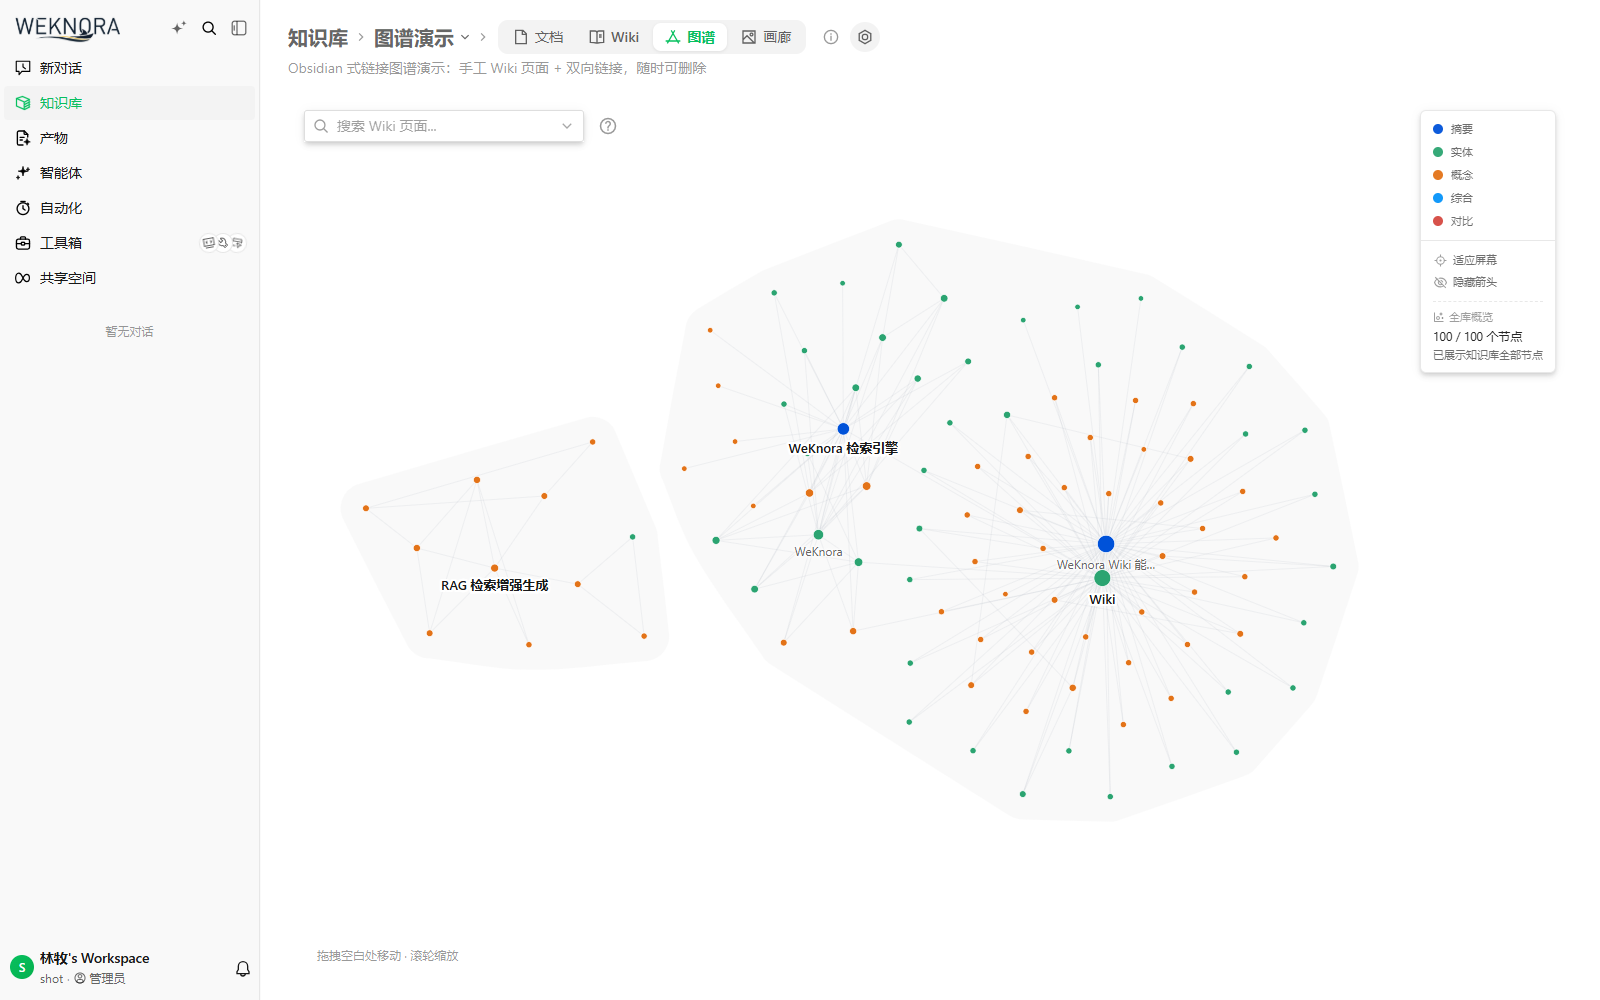 WEKNORA
新对话
知识库
产物
智能体
自动化
工具箱
共享空间
暂无对话
林牧's Workspace
S
shot · 管理员
知识库 › 图谱演示 ›
文档
Wiki
图谱
画廊
Obsidian 式链接图谱演示：手工 Wiki 页面 + 双向链接，随时可删除
搜索 Wiki 页面...
摘要
实体
概念
综合
对比
适应屏幕
隐藏箭头
全库概览
100 / 100 个节点
已展示知识库全部节点
WeKnora 检索引擎
WeKnora
WeKnora Wiki 能...
RAG 检索增强生成
Wiki
拖拽空白处移动 · 滚轮缩放